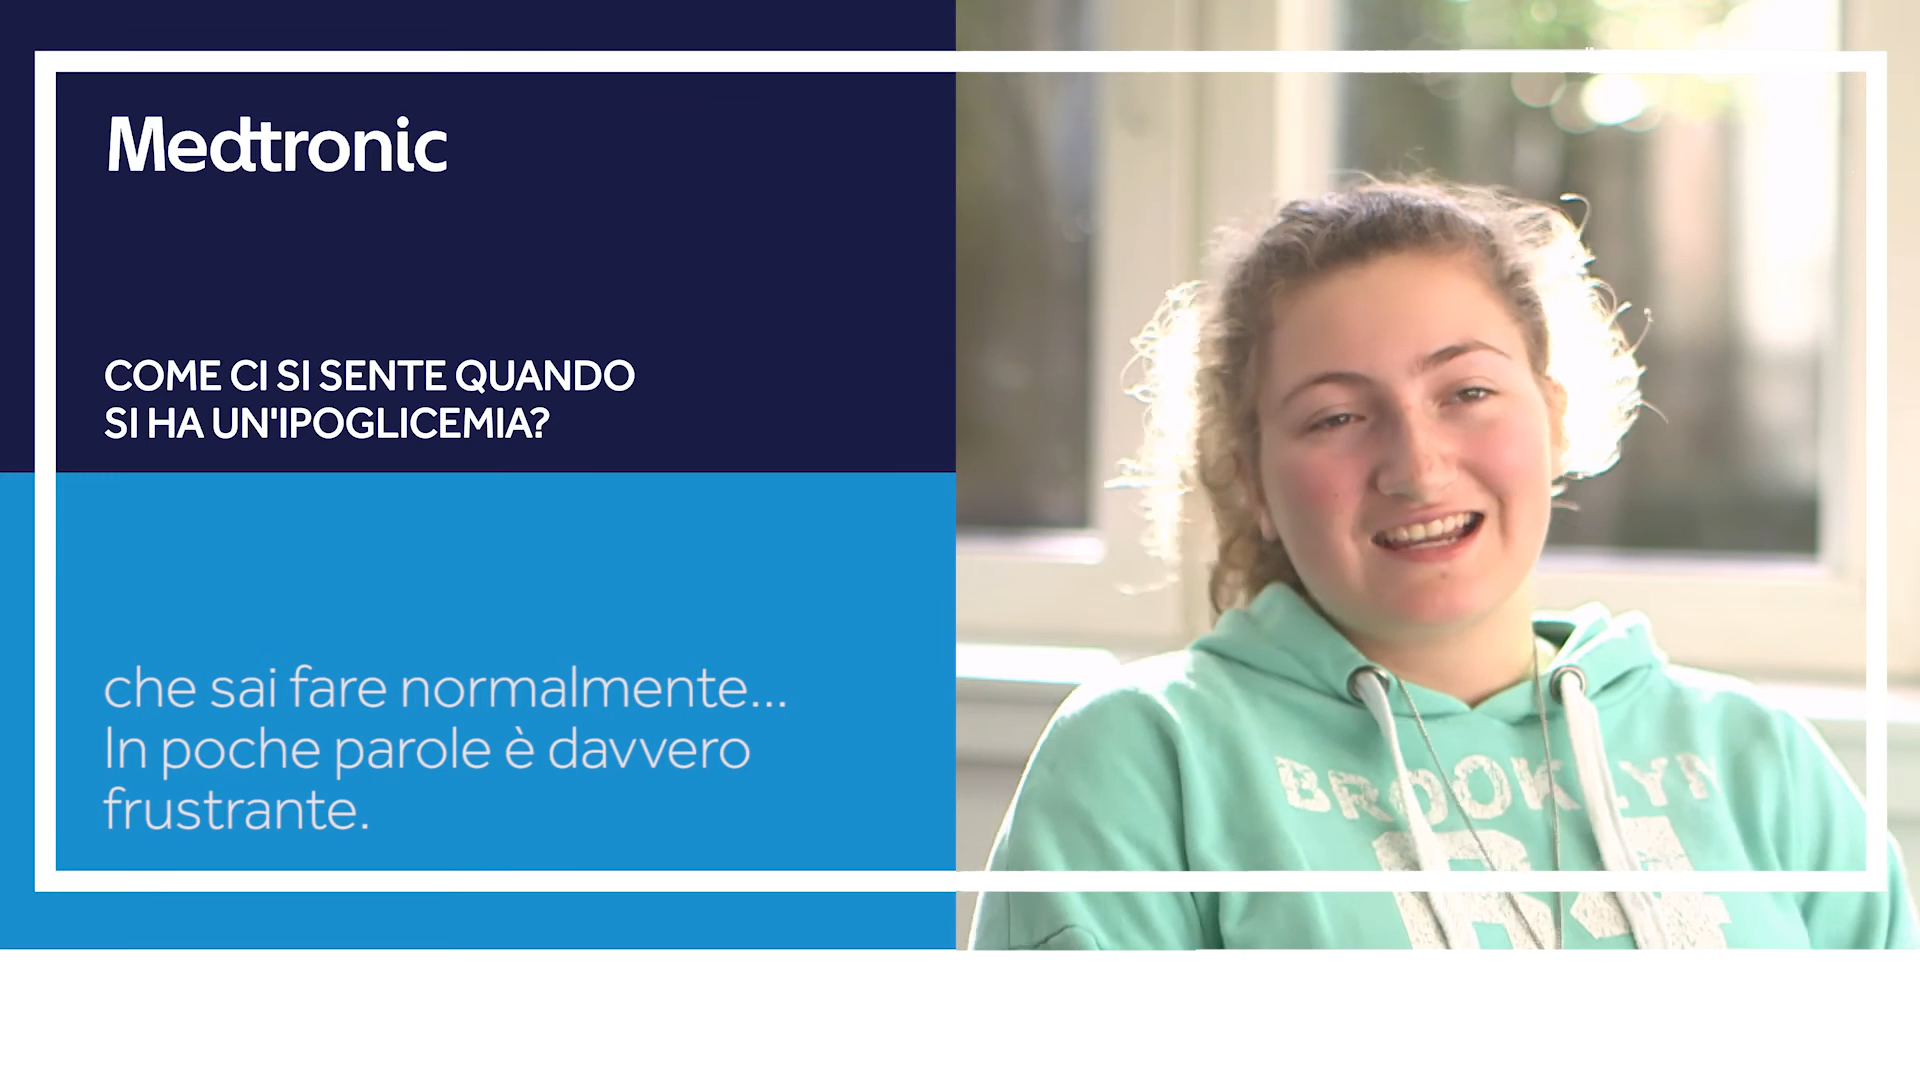 Medtronic
COME CI SI SENTE QUANDO
SI HA UN'IPOGLICEMIA?
che sai fare normalmente...
In poche parole è davvero
frustrante.
BROOKLYN